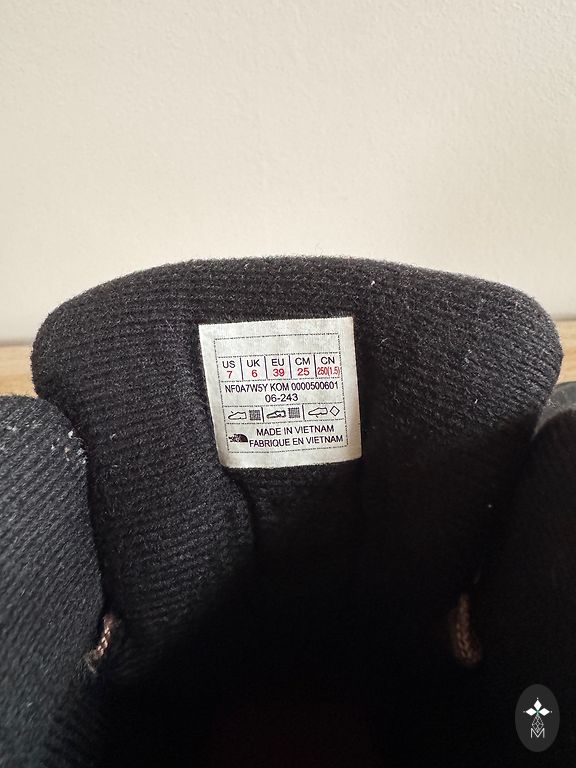 US UK EU CM CN
7 6 39 25 250(1.5)
NF0A7W5Y KOM 0000500601
06-243
MADE IN VIETNAM
FABRIQUE EN VIETNAM
M